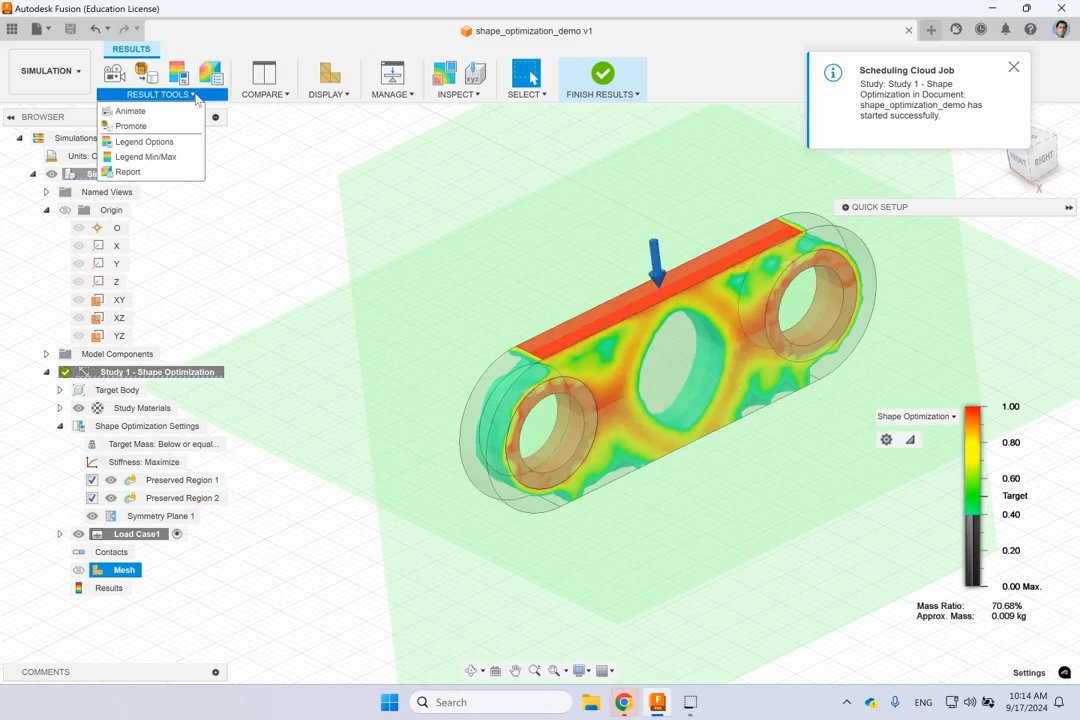 Autodesk Fusion (Education License)
shape_optimization_demo v1
RESULTS
SIMULATION
RESULT TOOLS
COMPARE
DISPLAY
MANAGE
INSPECT
SELECT
FINISH RESULTS
Scheduling Cloud Job
Study: Study 1 - Shape
Optimization in Document:
shape_optimization_demo has
started successfully.
Animate
Promote
Legend Options
Legend Min/Max
Report
BROWSER
Simulations
Units: C
Si
Named Views
Origin
O
X
Y
Z
XY
XZ
YZ
Model Components
Study 1 - Shape Optimization
Target Body
Study Materials
Shape Optimization Settings
Target Mass: Below or equal...
Stiffness: Maximize
Preserved Region 1
Preserved Region 2
Symmetry Plane 1
Load Case1
Contacts
Mesh
Results
FRONT
RIGHT
X
QUICK SETUP
Shape Optimization
1.00
0.80
0.60
Target
0.40
0.20
0.00 Max.
Mass Ratio: 70.68%
Approx. Mass: 0.009 kg
COMMENTS
Settings
Search
ENG
10:14 AM
9/17/2024